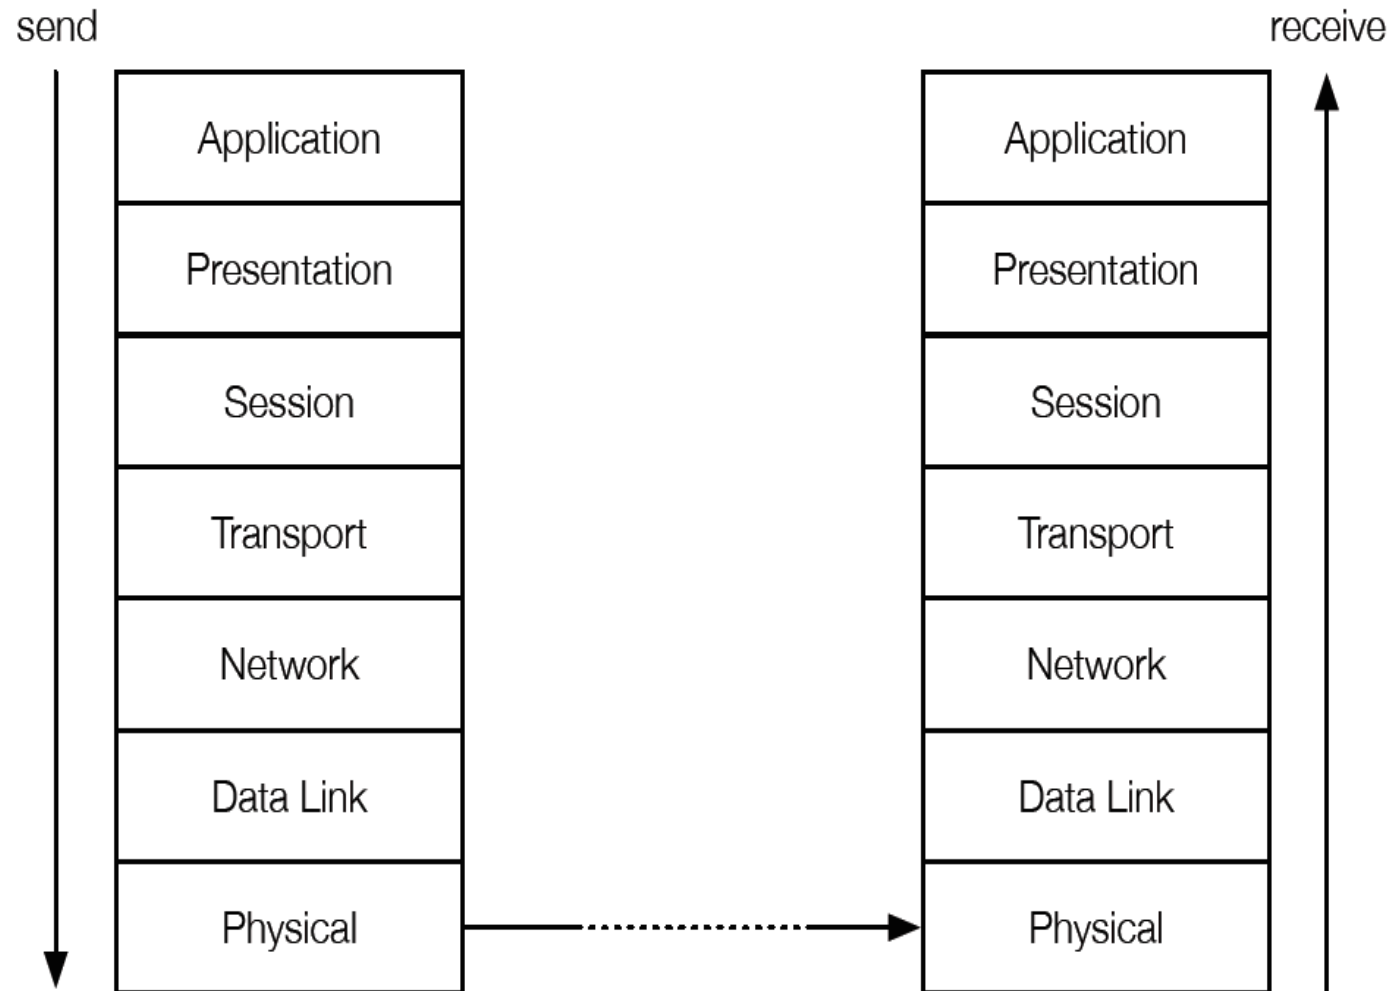 send
receive
Application
Application
Presentation
Presentation
Session
Session
Transport
Transport
Network
Network
Data Link
Data Link
Physical
Physical